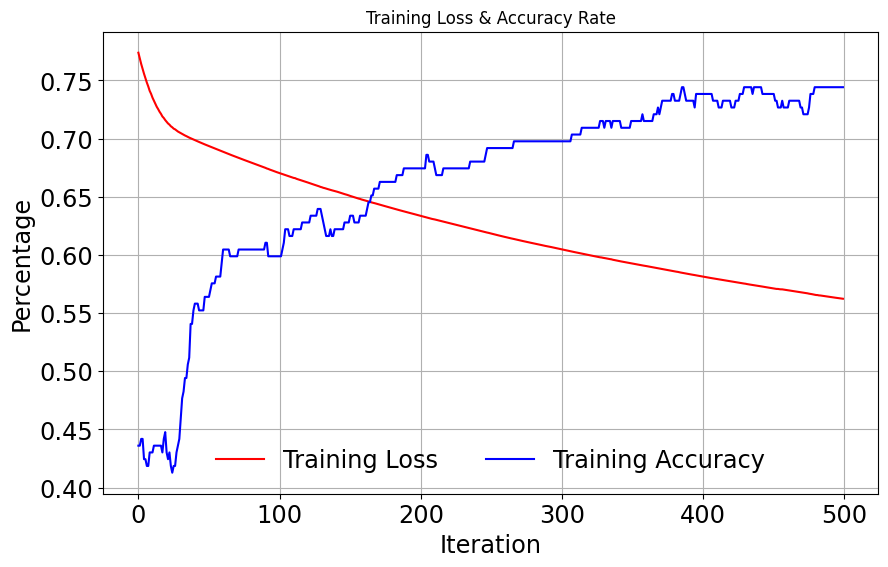 Training Loss & Accuracy Rate
Percentage
0.75
0.70
0.65
0.60
0.55
0.50
0.45
0.40
Training Loss Training Accuracy
0 100 200 300 400 500
Iteration